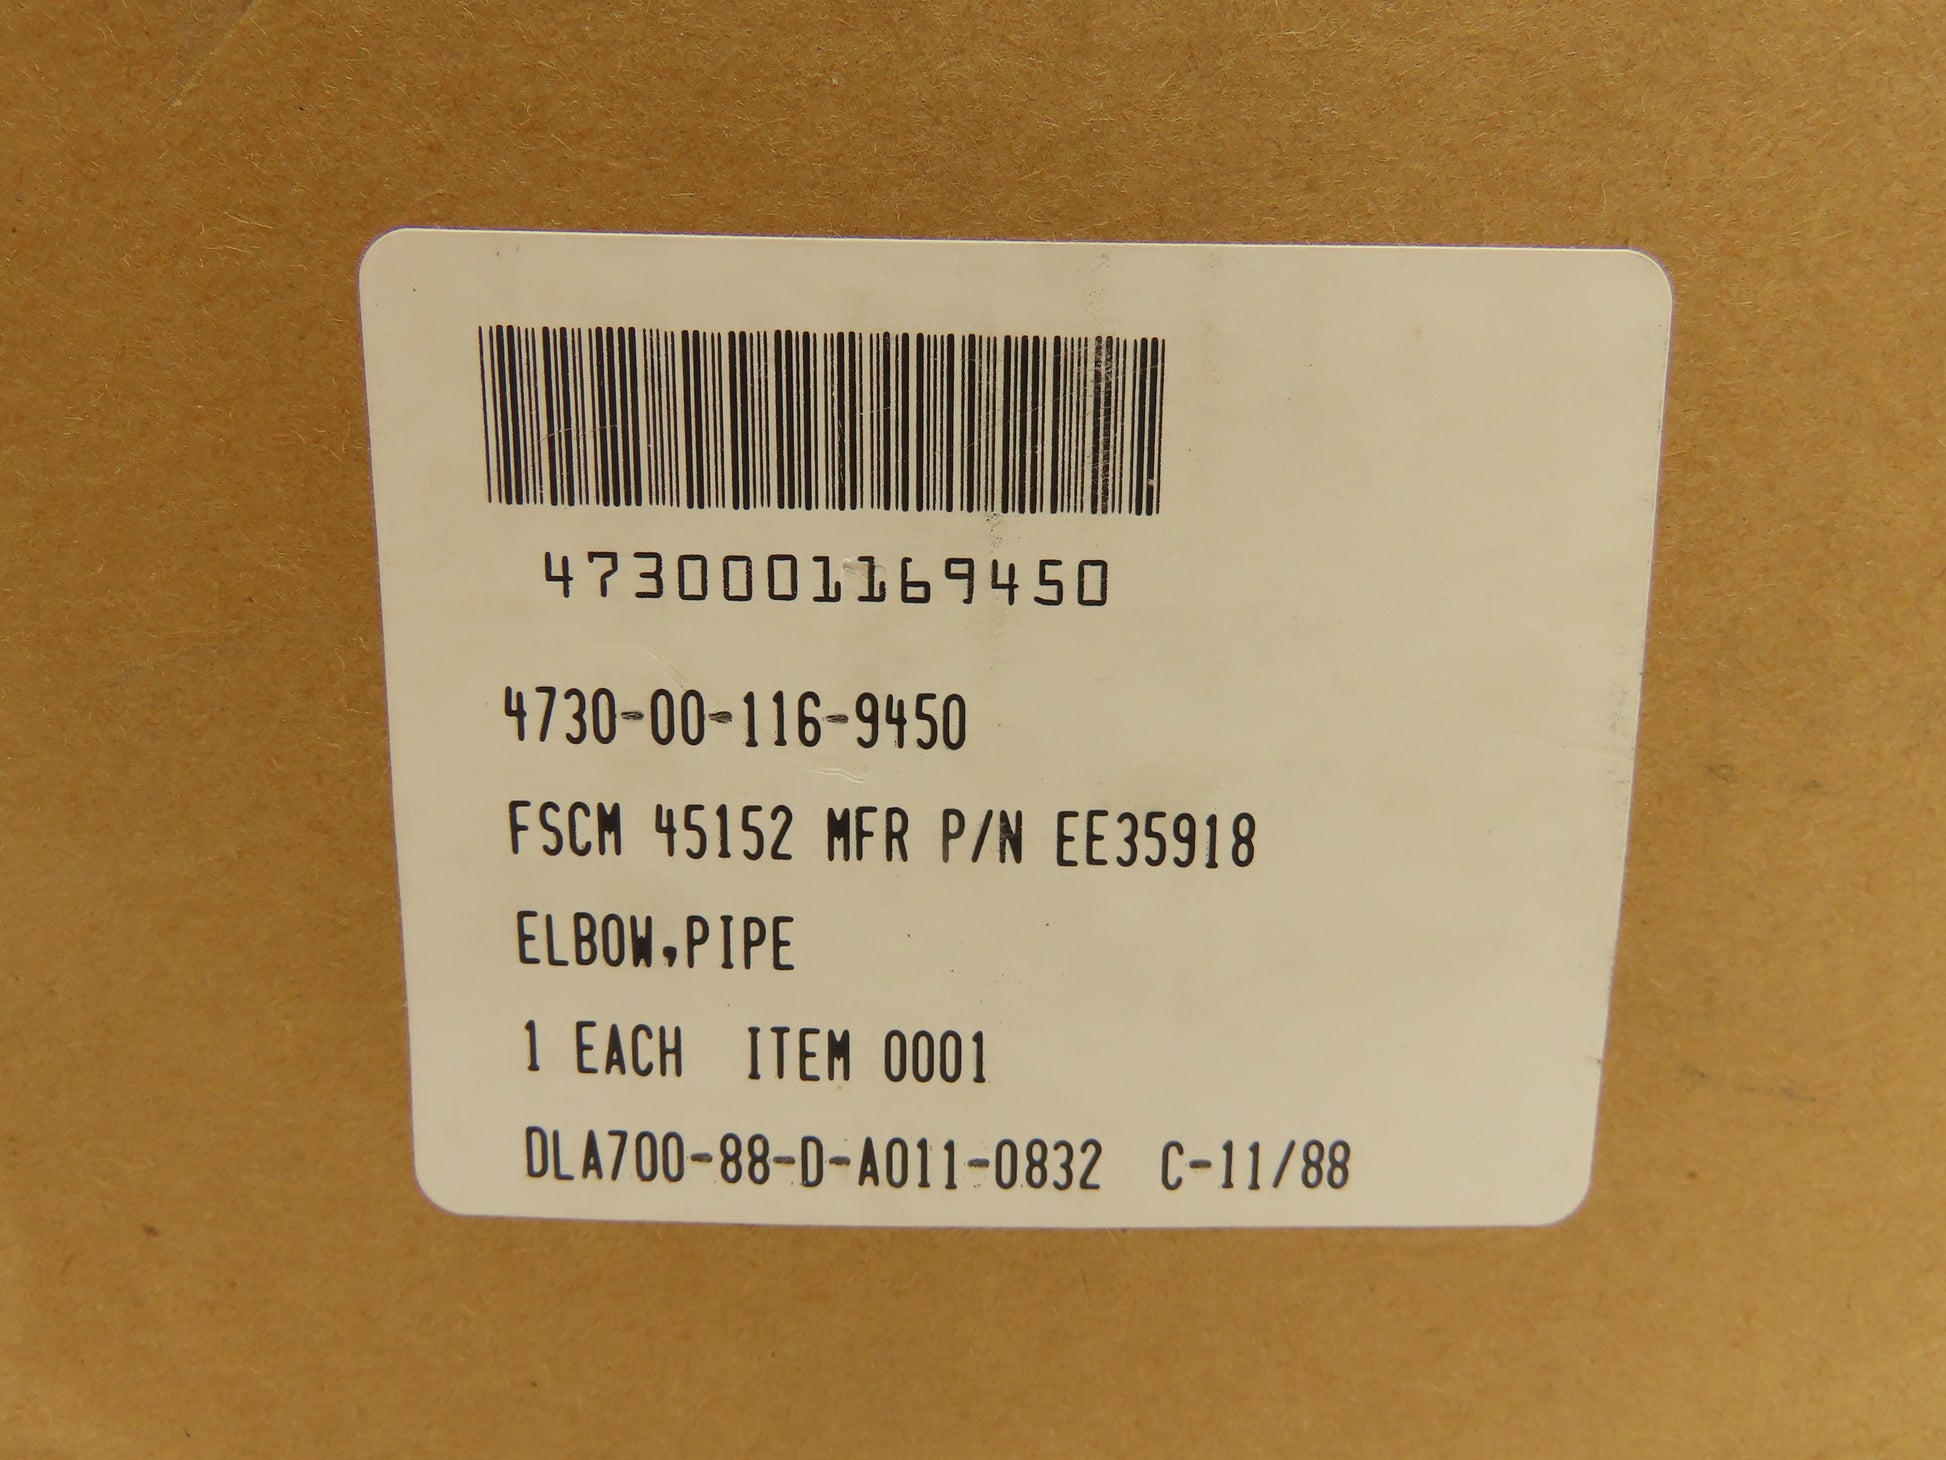 4730001169450
4730-00-116-9450
FSCM 45152 MFR P/N EE35918
ELBOW,PIPE
1 EACH ITEM 0001
DLA700-88-D-A011-0832 C-11/88